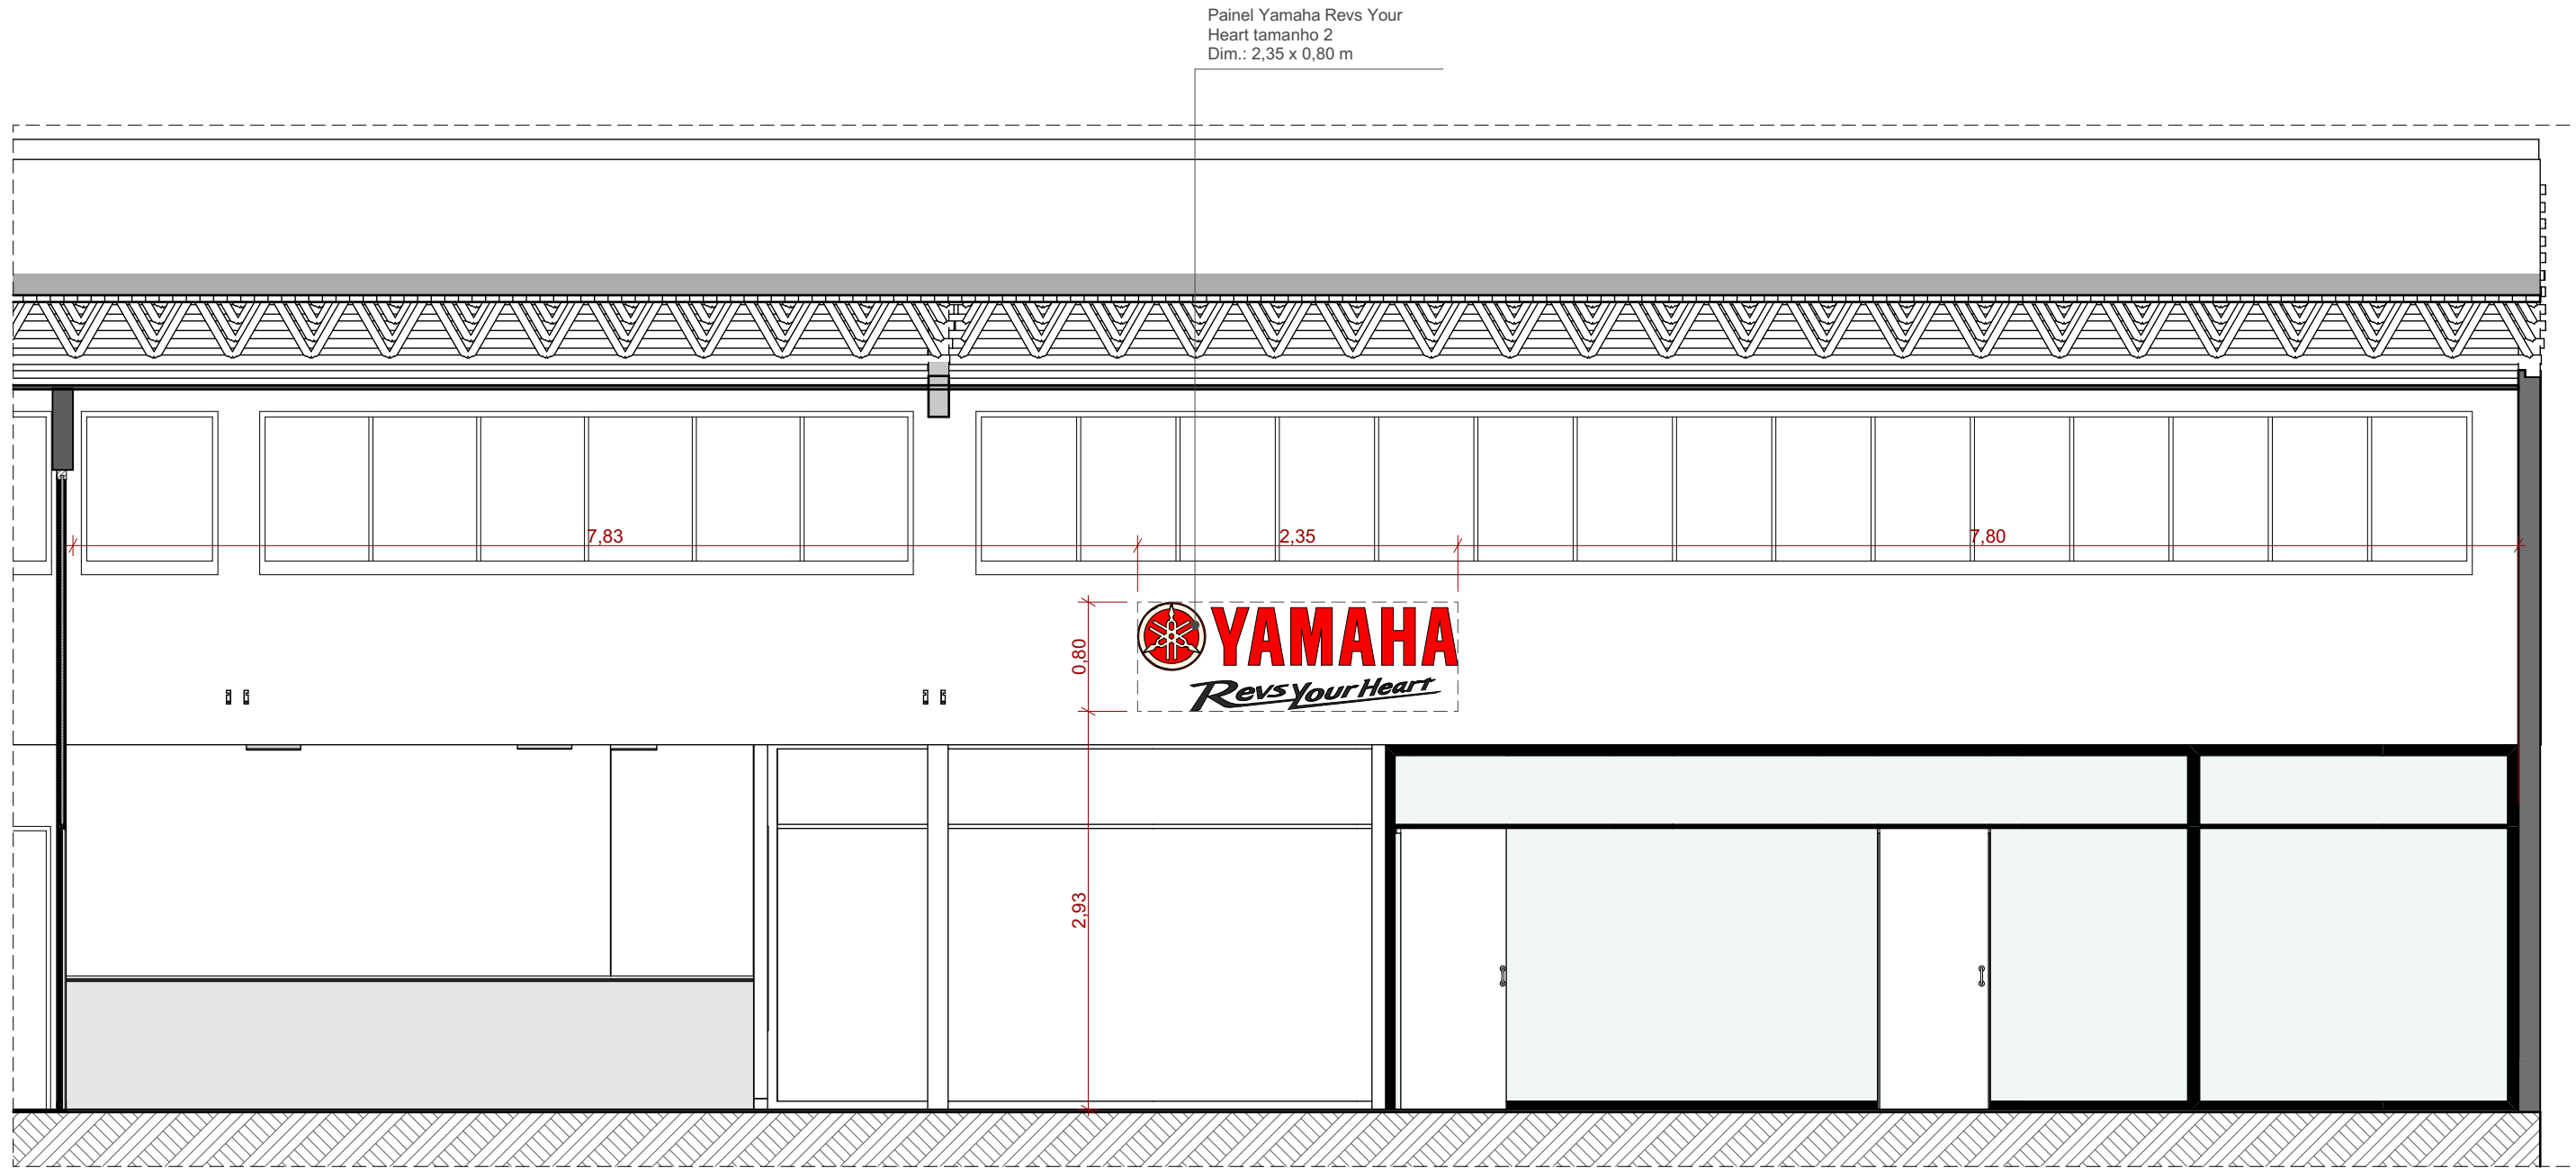 Painel Yamaha Revs Your
Heart tamanho 2
Dim.: 2,35 x 0,80 m
7,83
2,35
7,80
0,80
YAMAHA
Revs Your Heart
2,93